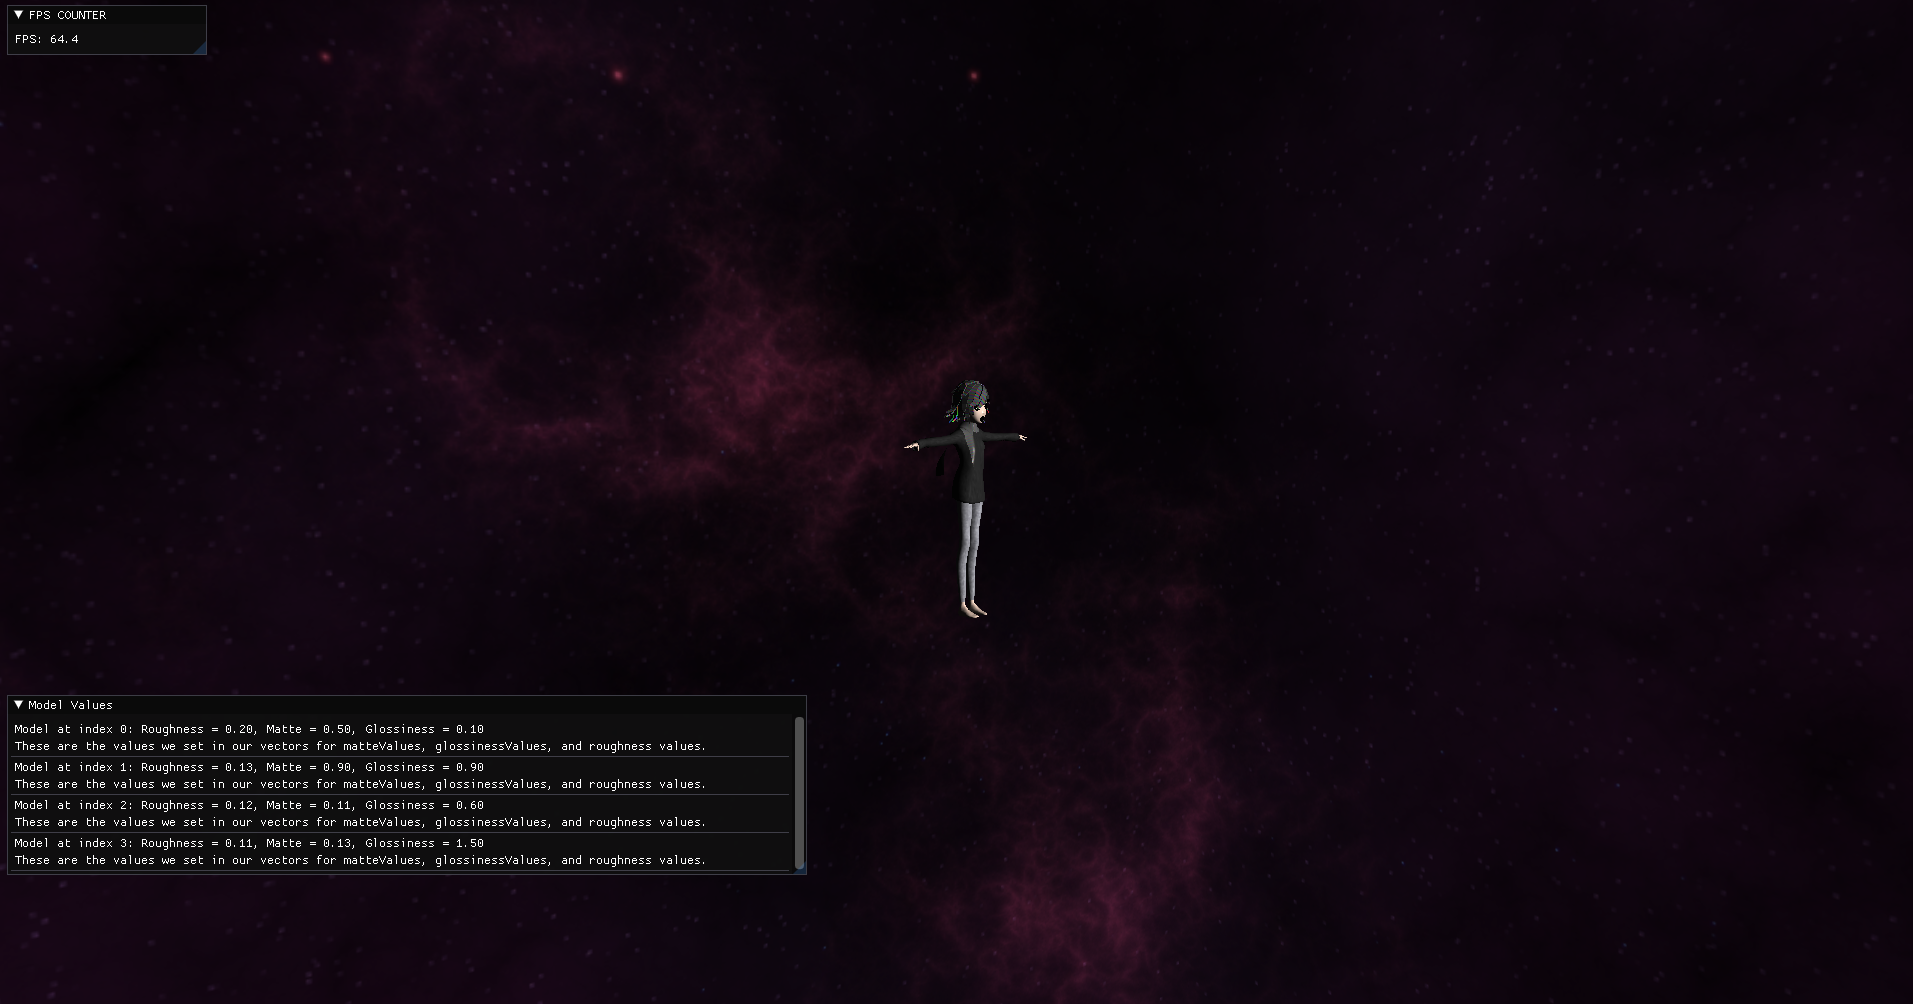 FPS COUNTER
FPS: 64.4
Model Values
Model at index 0: Roughness = 0.20, Matte = 0.50, Glossiness = 0.10
These are the values we set in our vectors for matteValues, glossinessValues, and roughness values.
Model at index 1: Roughness = 0.13, Matte = 0.90, Glossiness = 0.90
These are the values we set in our vectors for matteValues, glossinessValues, and roughness values.
Model at index 2: Roughness = 0.12, Matte = 0.11, Glossiness = 0.60
These are the values we set in our vectors for matteValues, glossinessValues, and roughness values.
Model at index 3: Roughness = 0.11, Matte = 0.13, Glossiness = 1.50
These are the values we set in our vectors for matteValues, glossinessValues, and roughness values.